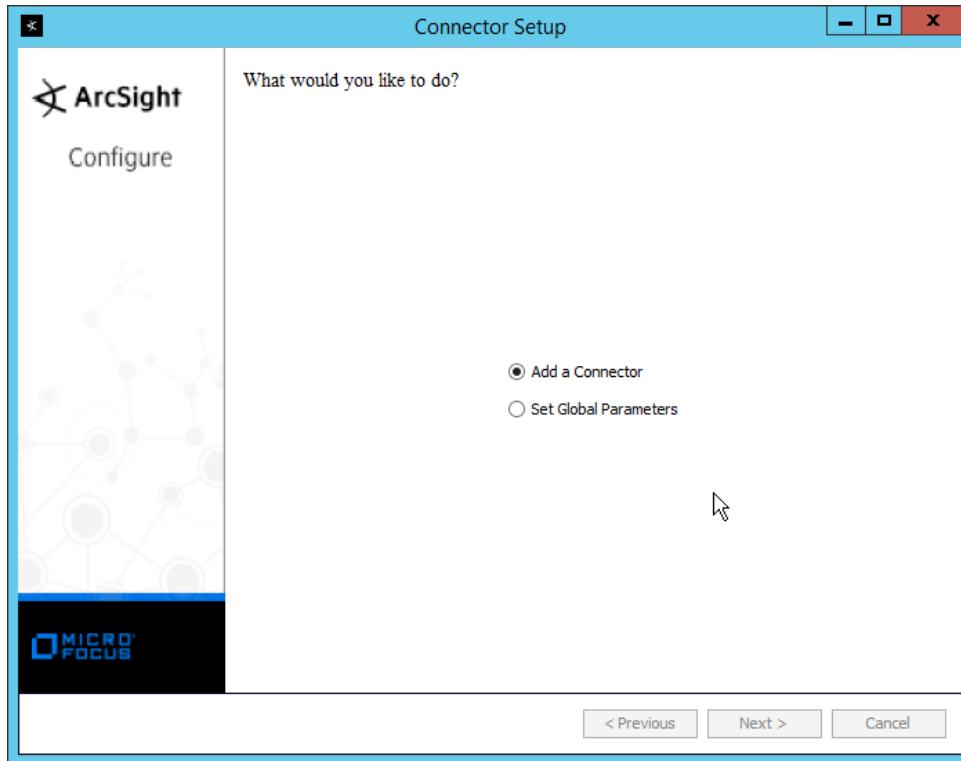 Connector Setup
X
ArcSight
Configure
What would you like to do?
Add a Connector
Set Global Parameters
MICRO
FOCUS
< Previous
Next >
Cancel